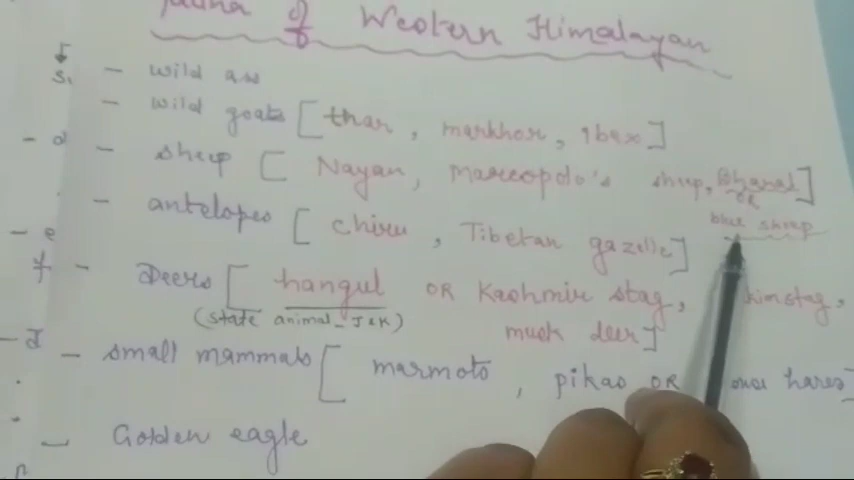 Fauna of Western Himalayan
- wild ass
- wild goats [thar, markhor, ibex]
- sheep [Nayan, marcopolo's sheep, Bharal]
OR
blue sheep
- antelopes [chiru, Tibetan gazelle]
- Deers [hangul OR Kashmir stag,
(state animal - J&K)
musk deer]
- small mammals [marmots, pikas OR hares]
- Golden eagle